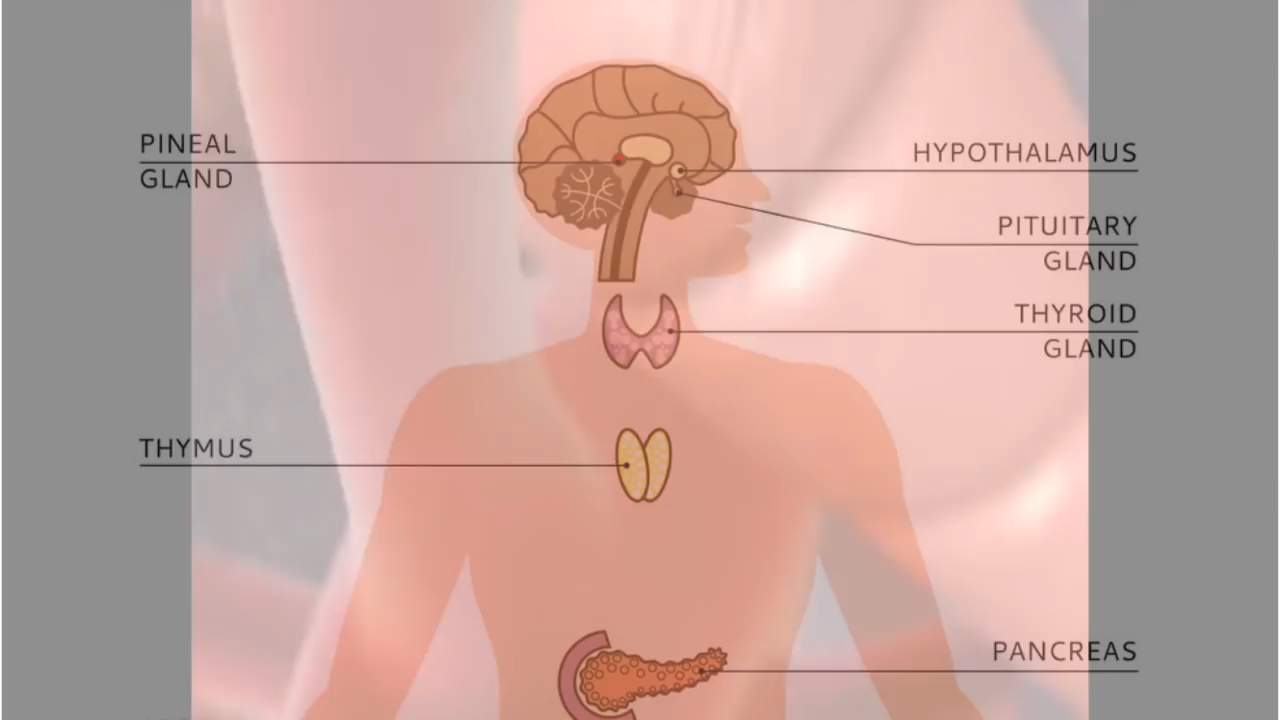 PINEAL
GLAND
HYPOTHALAMUS
PITUITARY
GLAND
THYROID
GLAND
THYMUS
PANCREAS